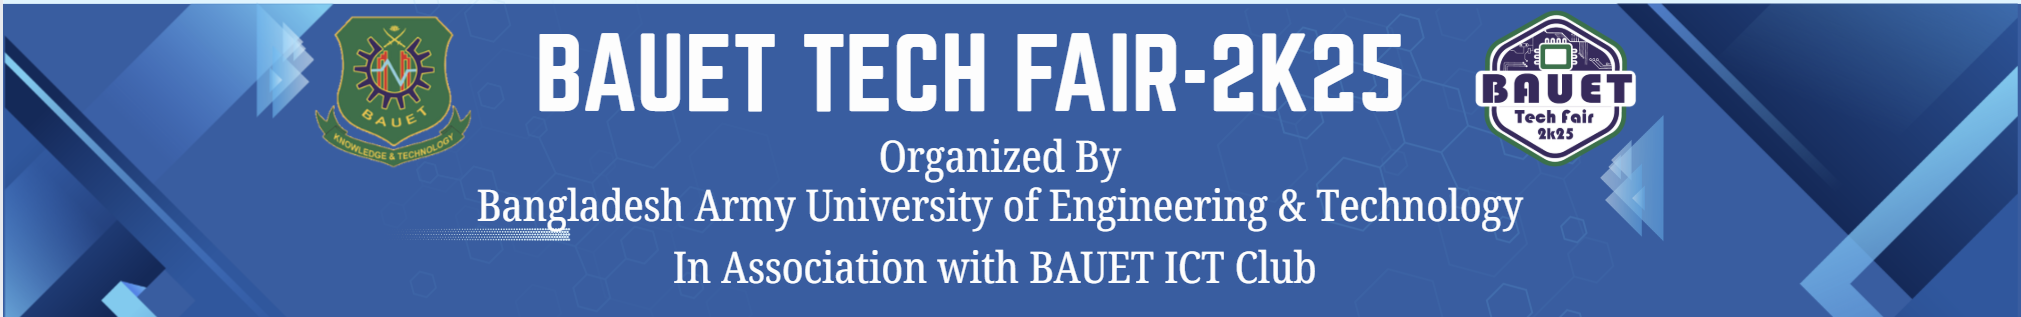 BAUET TECH FAIR-2K25
Organized By
Bangladesh Army University of Engineering & Technology
In Association with BAUET ICT Club
BAUET
KNOWLEDGE & TECHNOLOGY
BAUET
Tech Fair
2k25